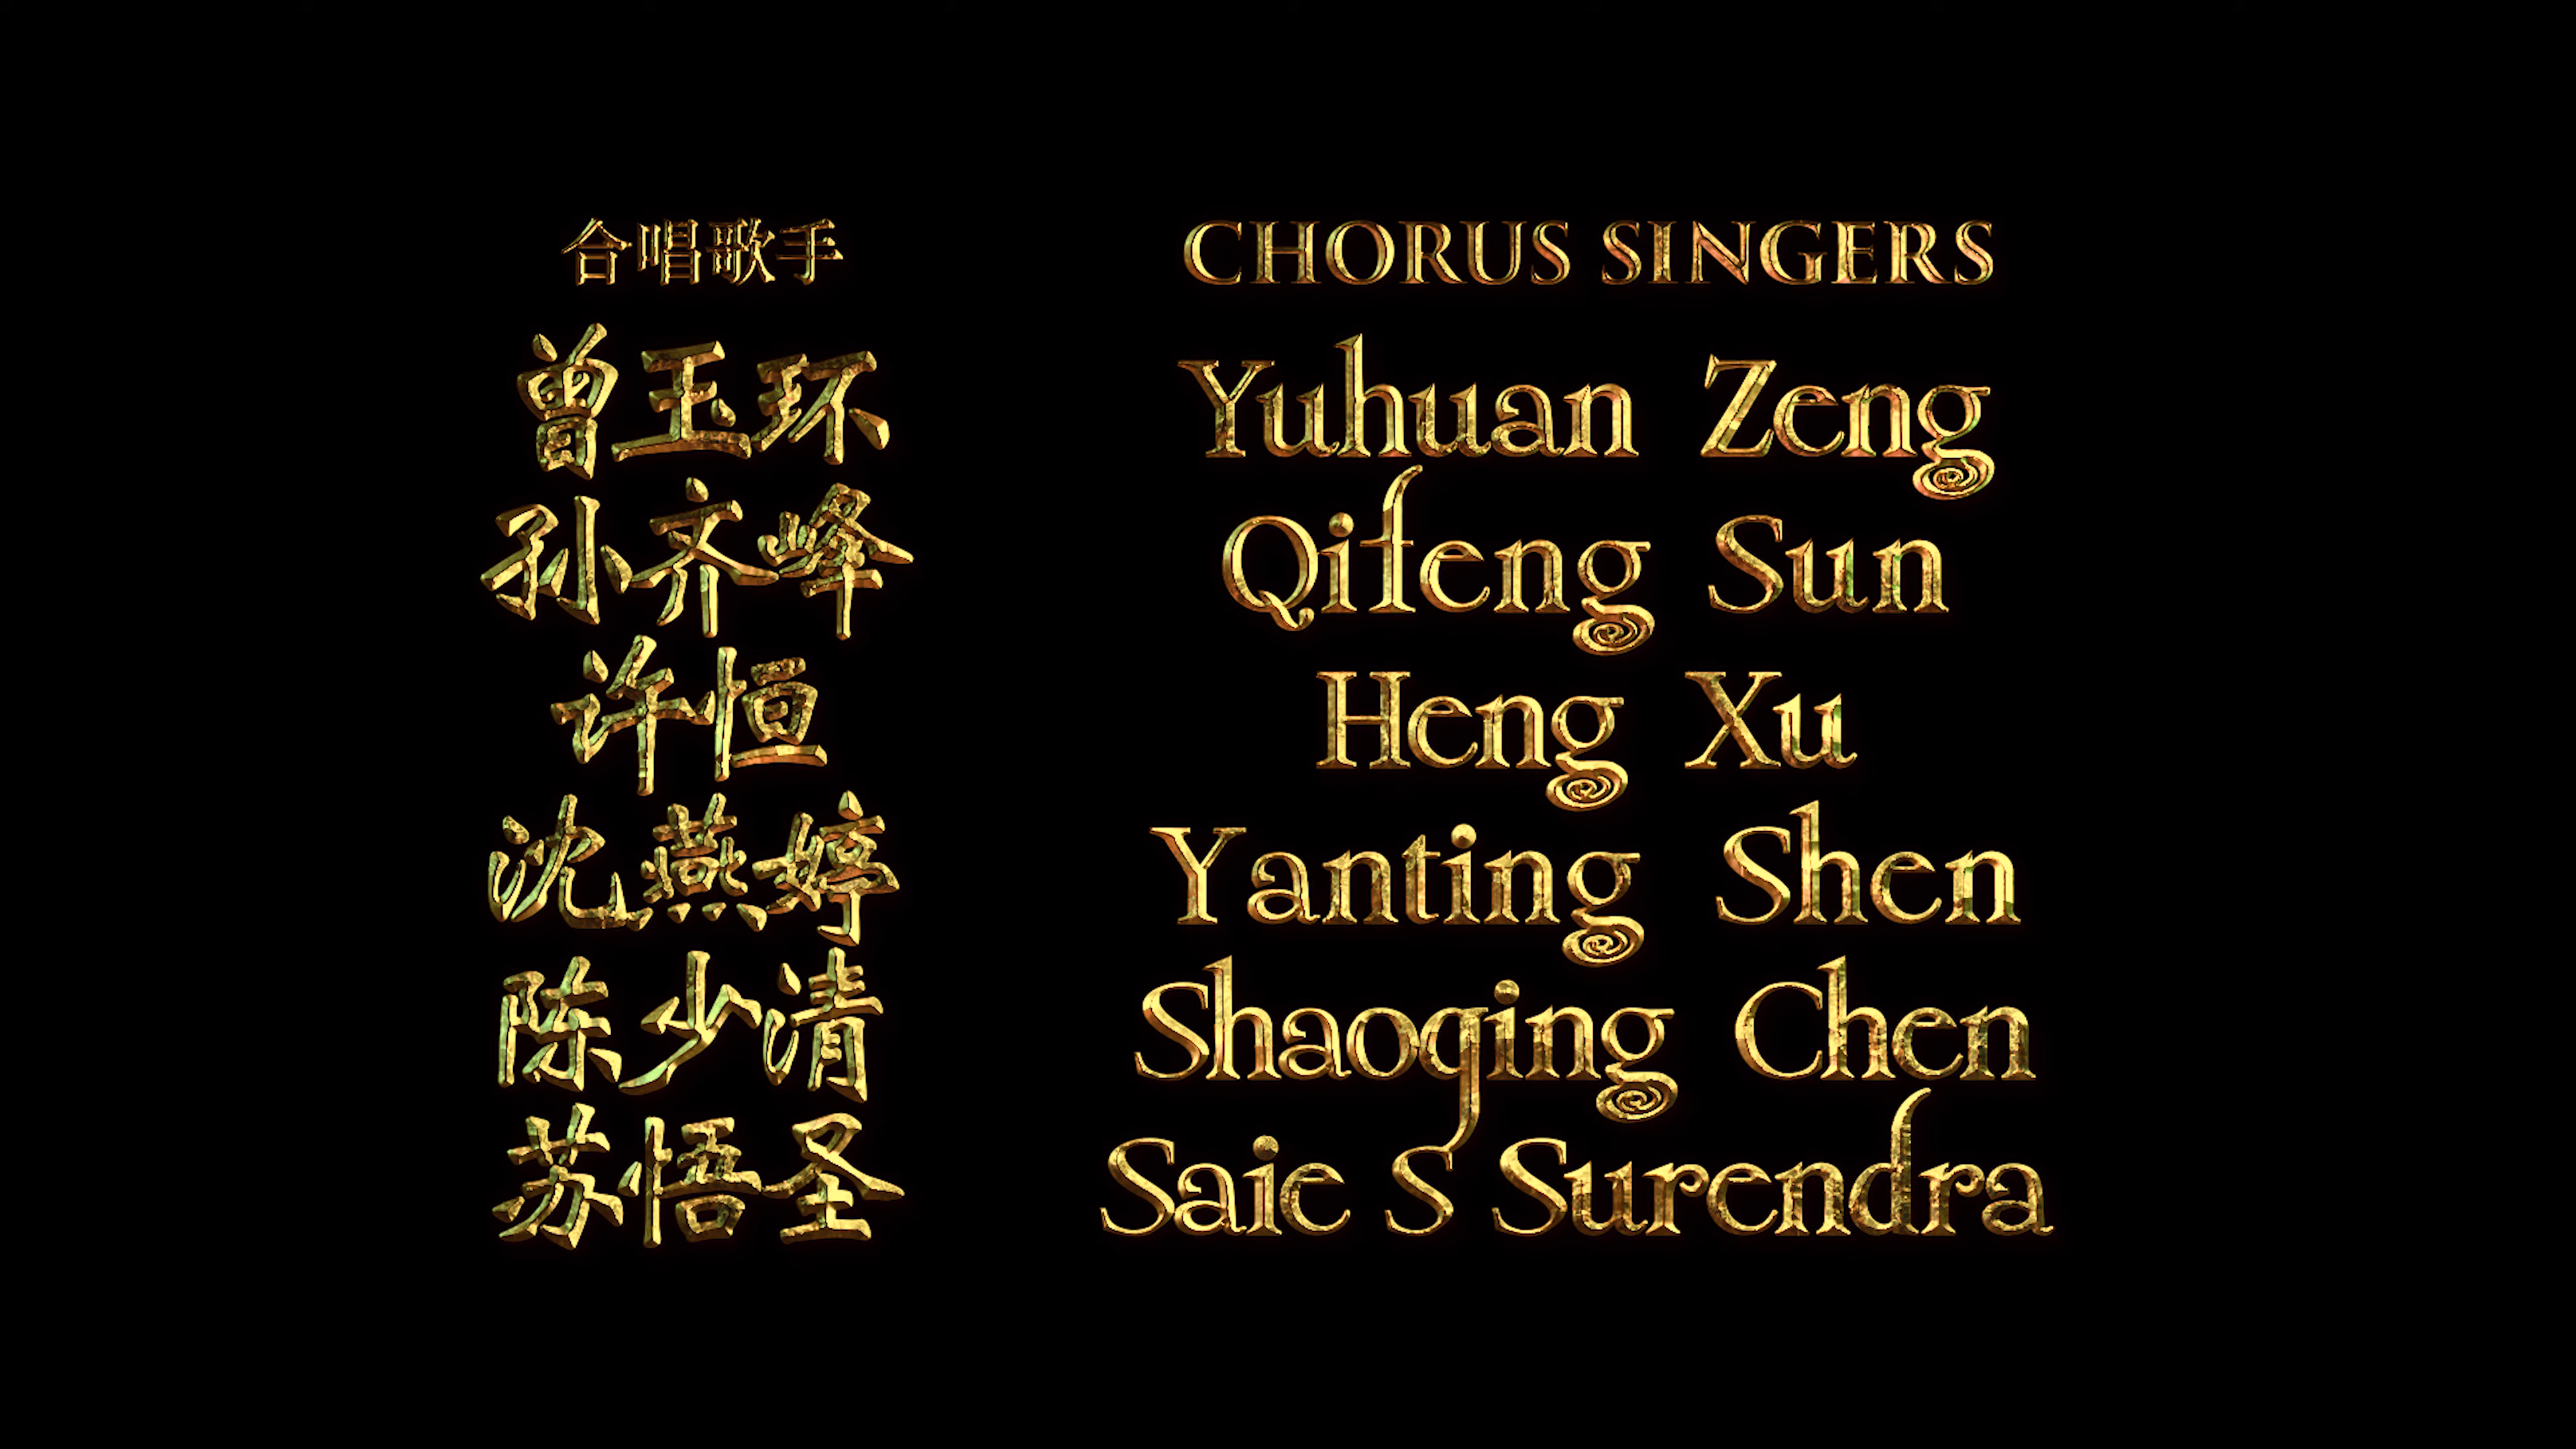 合唱歌手
曾玉环
孙齐峰
许恒
沈燕婷
陈少清
苏悟圣
CHORUS SINGERS
Yuhuan Zeng
Qifeng Sun
Heng Xu
Yanting Shen
Shaoqing Chen
Saie S Surendra